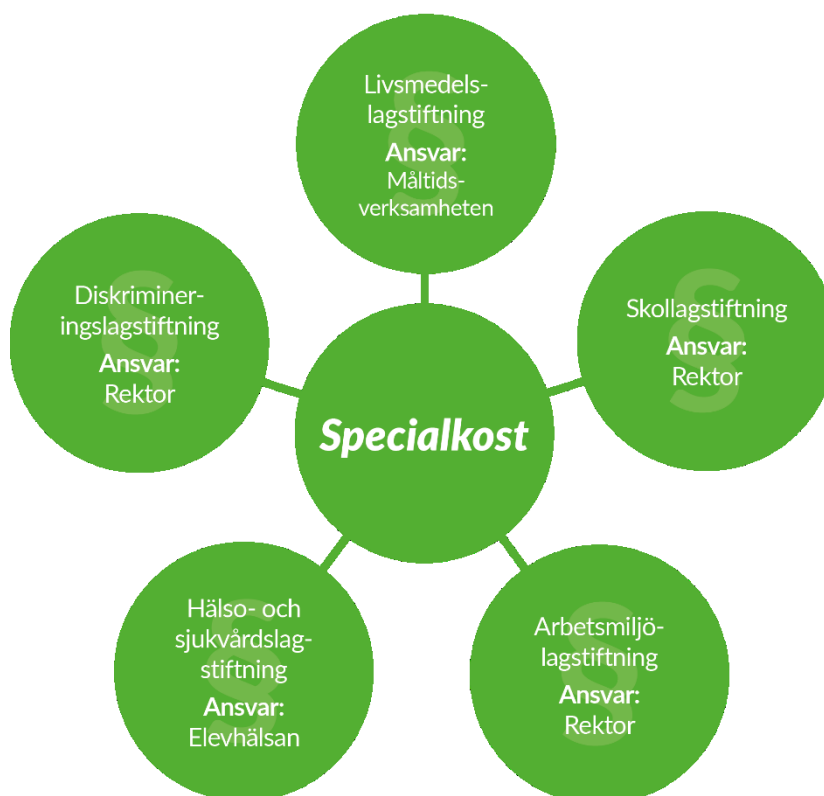 Livsmedels-
lagstiftning
Ansvar:
Måltids-
verksamheten
Diskriminer-
ingslagstiftning
Ansvar:
Rektor
Skollagstiftning
Ansvar:
Rektor
Specialkost
Hälso- och
sjukvårdslag-
stiftning
Ansvar:
Elevhälsan
Arbetsmiljö-
lagstiftning
Ansvar:
Rektor